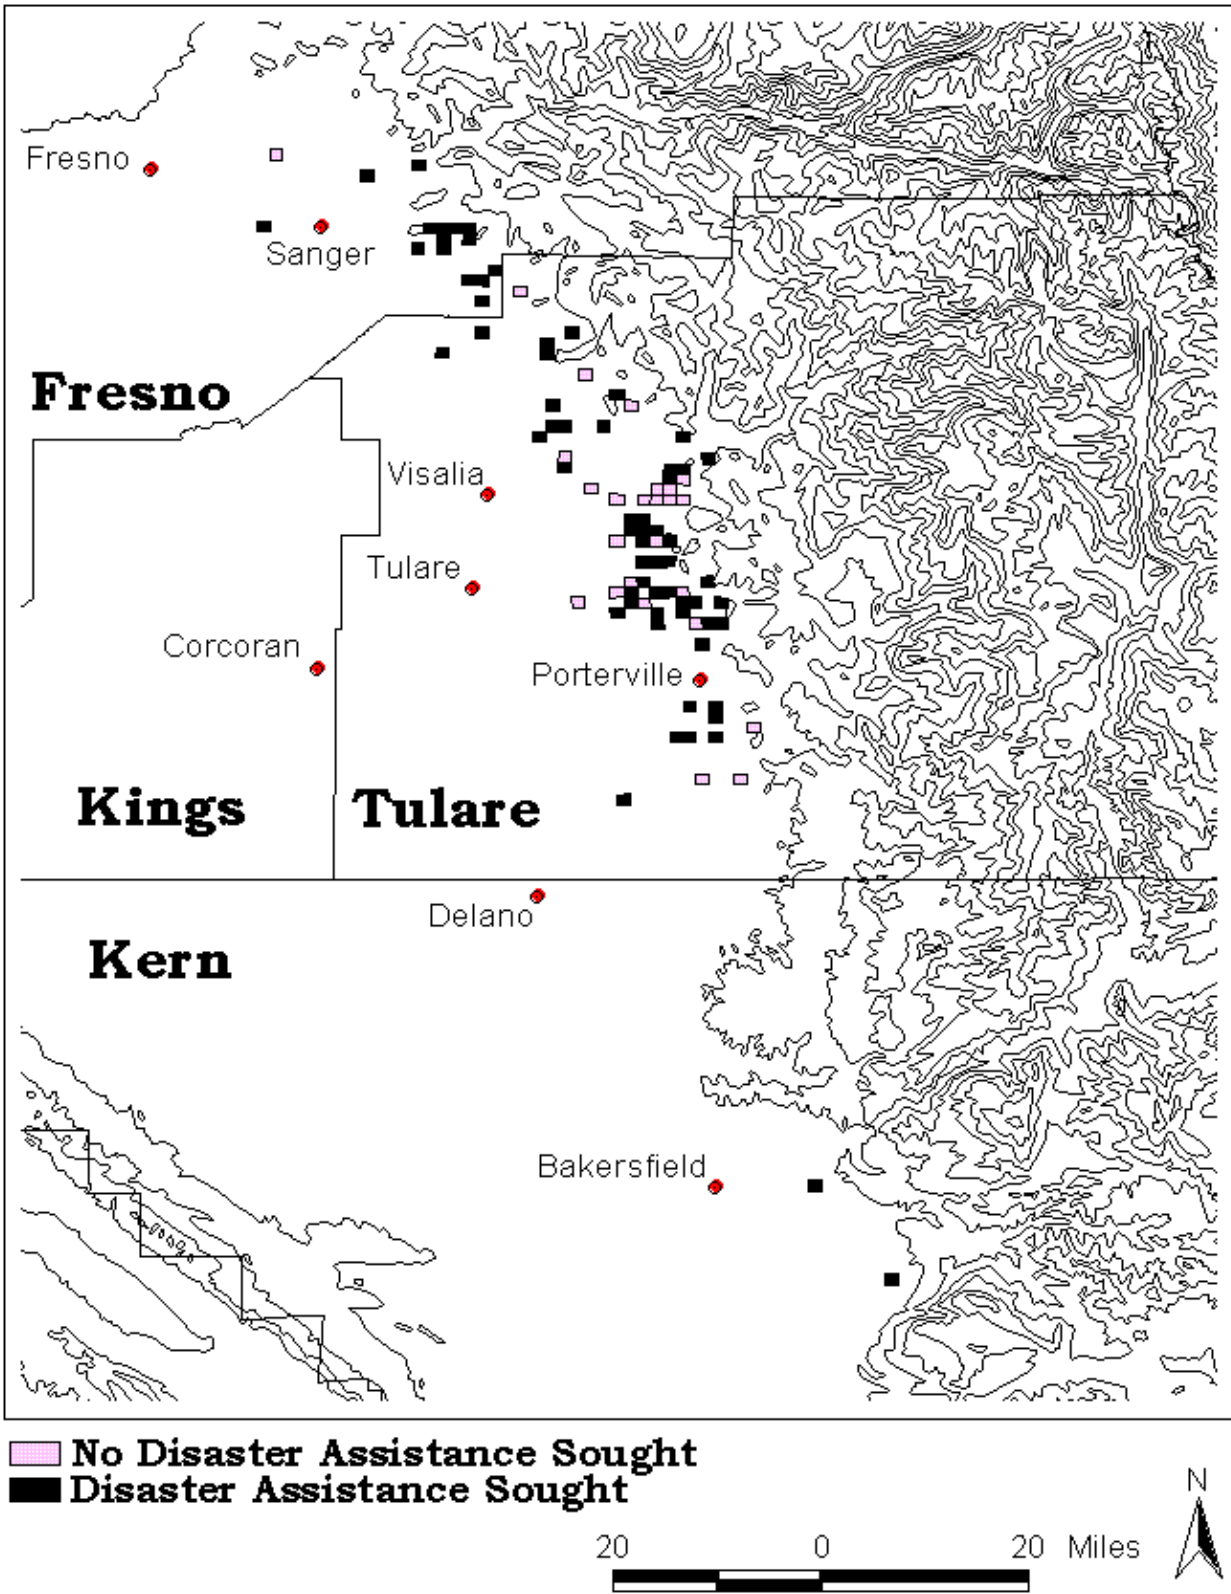 Fresno
Sanger
Fresno
Visalia
Tulare
Corcoran
Porterville
Kings
Tulare
Delano
Kern
Bakersfield
No Disaster Assistance Sought
Disaster Assistance Sought
N
20 0 20 Miles